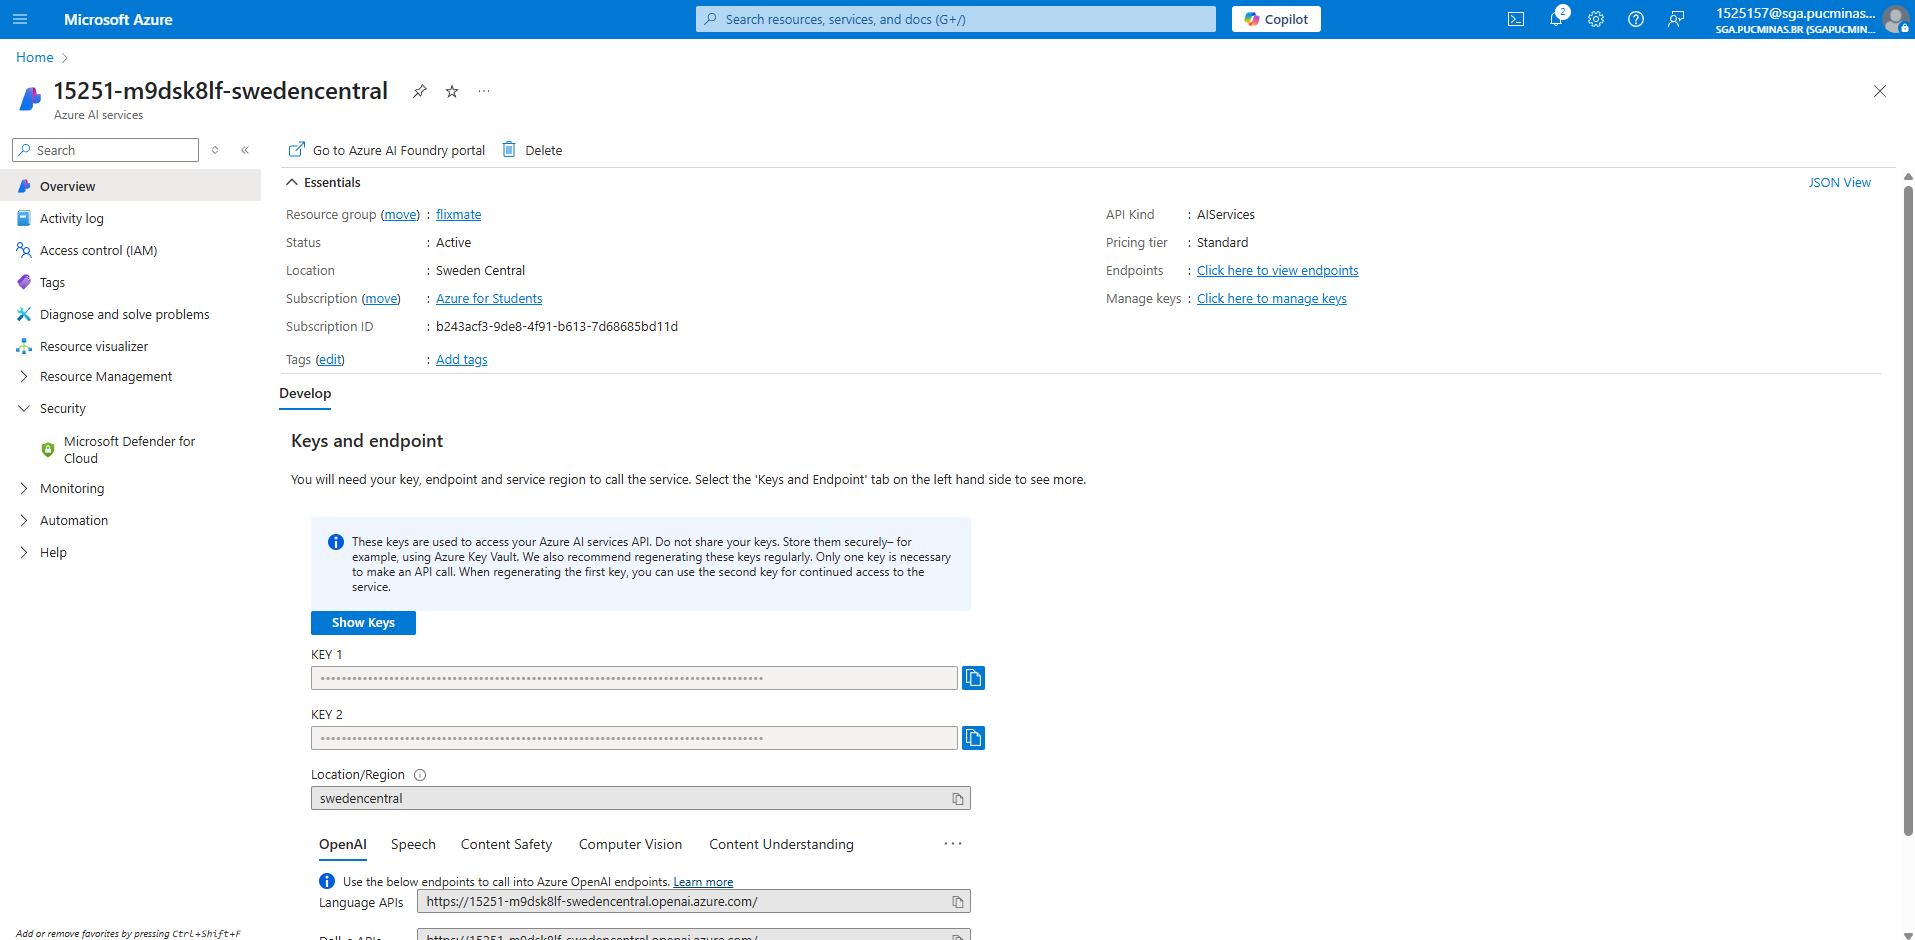 Microsoft Azure
Search resources, services, and docs (G+/)
Copilot
2
1525157@sga.pucminas...
SGA.PUCMINAS.BR (SGAPUCMIN...
Home
15251-m9dsk8lf-swedencentral
Azure AI services
Search
Overview
Activity log
Access control (IAM)
Tags
Diagnose and solve problems
Resource visualizer
Resource Management
Security
Microsoft Defender for
Cloud
Monitoring
Automation
Help
Add or remove favorites by pressing Ctrl+Shift+F
Go to Azure AI Foundry portal
Delete
Essentials
JSON View
Resource group (move) : flixmate
Status : Active
Location : Sweden Central
Subscription (move) : Azure for Students
Subscription ID : b243acf3-9de8-4f91-b613-7d68685bd11d
Tags (edit) : Add tags
API Kind : AIServices
Pricing tier : Standard
Endpoints : Click here to view endpoints
Manage keys : Click here to manage keys
Develop
Keys and endpoint
You will need your key, endpoint and service region to call the service. Select the 'Keys and Endpoint' tab on the left hand side to see more.
These keys are used to access your Azure AI services API. Do not share your keys. Store them securely– for
example, using Azure Key Vault. We also recommend regenerating these keys regularly. Only one key is necessary
to make an API call. When regenerating the first key, you can use the second key for continued access to the
service.
Show Keys
KEY 1
KEY 2
Location/Region
swedencentral
OpenAI Speech Content Safety Computer Vision Content Understanding ...
Use the below endpoints to call into Azure OpenAI endpoints. Learn more
Language APIs https://15251-m9dsk8lf-swedencentral.openai.azure.com/
Dall-e APIs https://15251-m9dsk8lf-swedencentral.openai.azure.com/